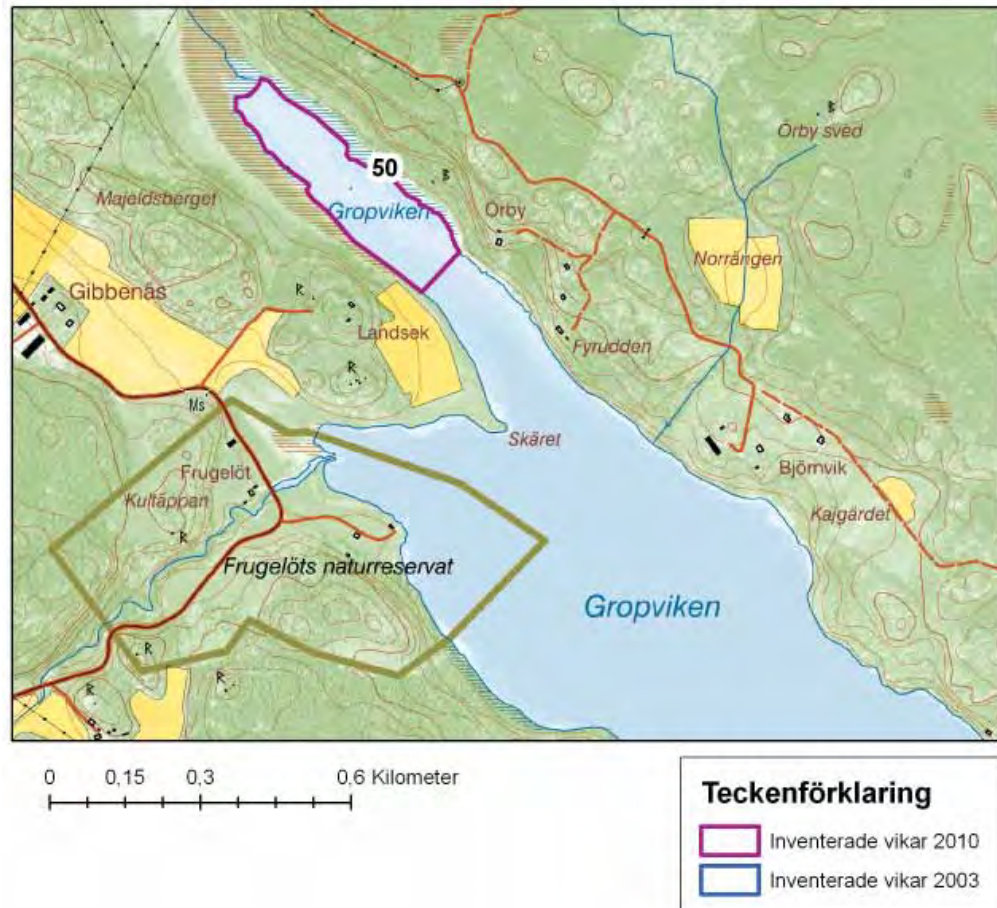 50
Örby sved
Majeldsberget
Gropviken
Örby
Norrängen
Gibbenäs
Landsek
Fyrudden
Ms
Skäret
Björnvik
Frugelöt
Kultäppan
Kajgärdet
Frugelöts naturreservat
Gropviken
R
R
R
R
R
0 0,15 0,3 0,6 Kilometer
Teckenförklaring
Inventerade vikar 2010
Inventerade vikar 2003